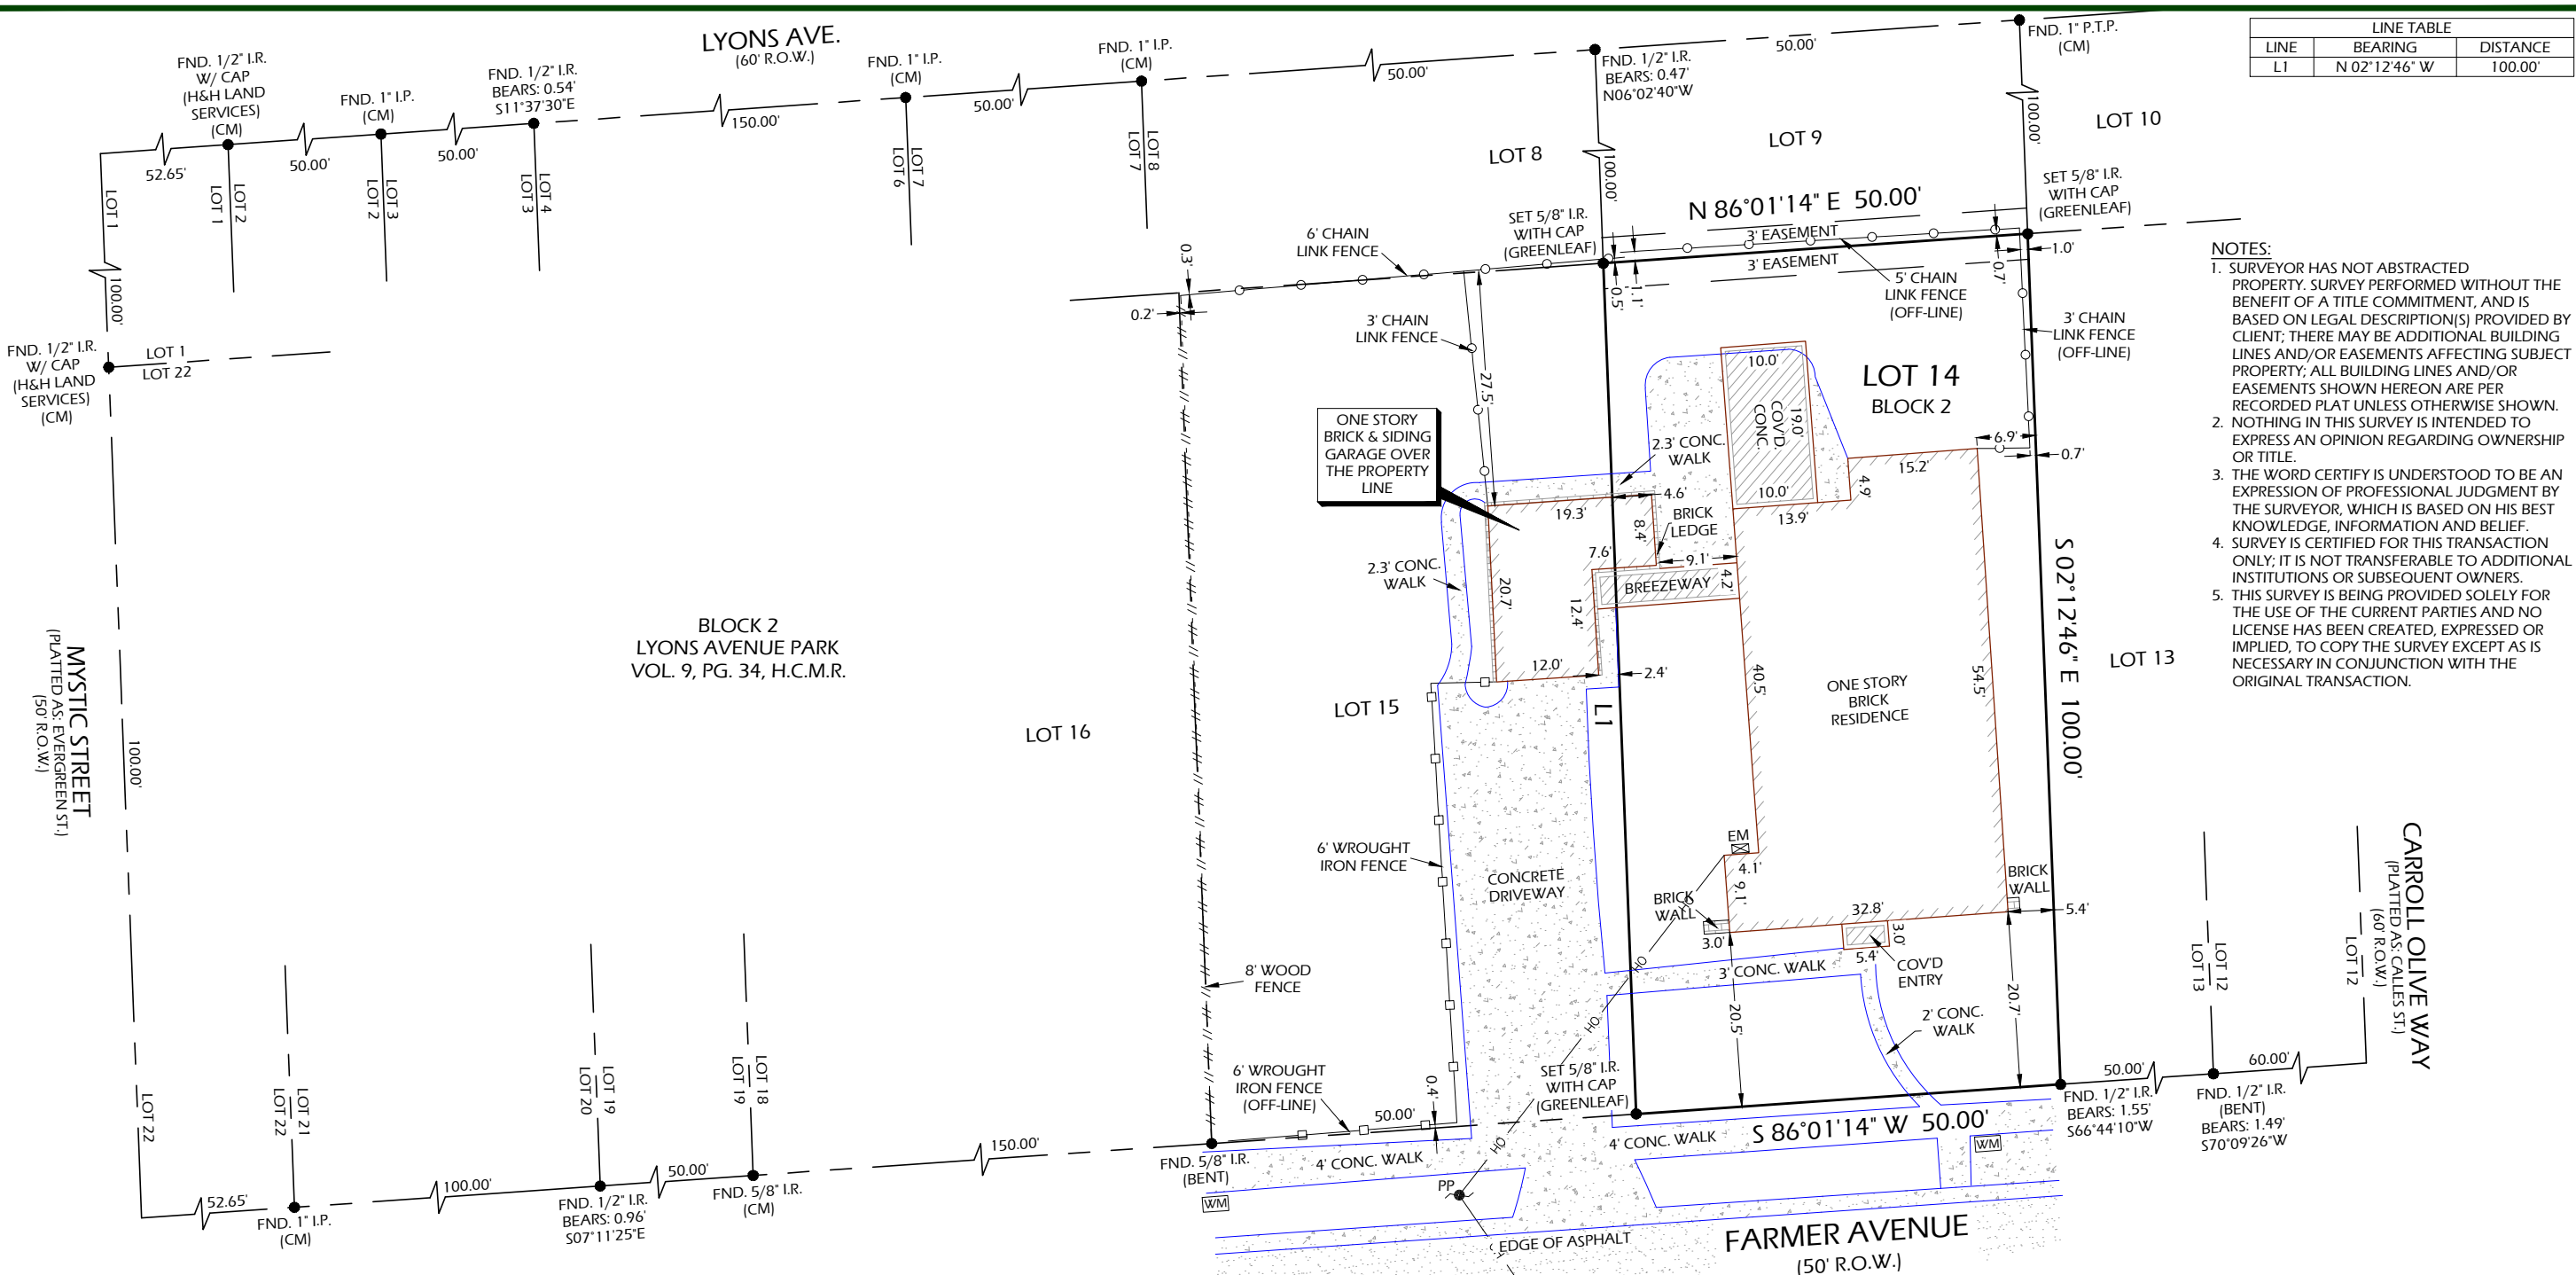 LYONS AVE.
(60' R.O.W.)
FND. 1/2" I.R.
W/ CAP
(H&H LAND
SERVICES)
(CM)
FND. 1" I.P.
(CM)
FND. 1/2" I.R.
BEARS: 0.54'
S11°37'30"E
FND. 1" I.P.
(CM)
FND. 1" I.P.
(CM)
FND. 1/2" I.R.
BEARS: 0.47'
N06°02'40"W
FND. 1" P.T.P.
(CM)
52.65'
50.00'
50.00'
150.00'
50.00'
50.00'
50.00'
LINE TABLE
LINE BEARING DISTANCE
L1 N 02°12'46" W 100.00'
LOT 1
LOT 2
LOT 1
LOT 3
LOT 2
LOT 4
LOT 3
LOT 7
LOT 6
LOT 8
LOT 7
LOT 8
LOT 9
LOT 10
100.00'
100.00'
100.00'
FND. 1/2" I.R.
W/ CAP
(H&H LAND
SERVICES)
(CM)
LOT 1
LOT 22
SET 5/8" I.R.
WITH CAP
(GREENLEAF)
N 86°01'14" E 50.00'
SET 5/8" I.R.
WITH CAP
(GREENLEAF)
3' EASEMENT
3' EASEMENT
6' CHAIN
LINK FENCE
0.3'
0.2'
0.5'
1.1'
0.7'
1.0'
5' CHAIN
LINK FENCE
(OFF-LINE)
3' CHAIN
LINK FENCE
27.5'
3' CHAIN
LINK FENCE
(OFF-LINE)
NOTES:
1. SURVEYOR HAS NOT ABSTRACTED
PROPERTY. SURVEY PERFORMED WITHOUT THE
BENEFIT OF A TITLE COMMITMENT, AND IS
BASED ON LEGAL DESCRIPTION(S) PROVIDED BY
CLIENT; THERE MAY BE ADDITIONAL BUILDING
LINES AND/OR EASEMENTS AFFECTING SUBJECT
PROPERTY; ALL BUILDING LINES AND/OR
EASEMENTS SHOWN HEREON ARE PER
RECORDED PLAT UNLESS OTHERWISE SHOWN.
2. NOTHING IN THIS SURVEY IS INTENDED TO
EXPRESS AN OPINION REGARDING OWNERSHIP
OR TITLE.
3. THE WORD CERTIFY IS UNDERSTOOD TO BE AN
EXPRESSION OF PROFESSIONAL JUDGMENT BY
THE SURVEYOR, WHICH IS BASED ON HIS BEST
KNOWLEDGE, INFORMATION AND BELIEF.
4. SURVEY IS CERTIFIED FOR THIS TRANSACTION
ONLY; IT IS NOT TRANSFERABLE TO ADDITIONAL
INSTITUTIONS OR SUBSEQUENT OWNERS.
5. THIS SURVEY IS BEING PROVIDED SOLELY FOR
THE USE OF THE CURRENT PARTIES AND NO
LICENSE HAS BEEN CREATED, EXPRESSED OR
IMPLIED, TO COPY THE SURVEY EXCEPT AS IS
NECESSARY IN CONJUNCTION WITH THE
ORIGINAL TRANSACTION.
ONE STORY
BRICK & SIDING
GARAGE OVER
THE PROPERTY
LINE
10.0'
COV'D.
CONC.
19.0'
10.0'
LOT 14
BLOCK 2
2.3' CONC.
WALK
6.9'
0.7'
15.2'
4.9'
13.9'
4.6'
19.3'
8.4'
BRICK
LEDGE
7.6'
9.1'
4.2'
BREEZEWAY
2.3' CONC.
WALK
20.7'
12.4'
12.0'
2.4'
S 02°12'46" E 100.00'
BLOCK 2
LYONS AVENUE PARK
VOL. 9, PG. 34, H.C.M.R.
MYSTIC STREET
(PLATTED AS: EVERGREEN ST.)
(50' R.O.W.)
100.00'
LOT 16
LOT 15
L1
LOT 13
40.5'
54.5'
ONE STORY
BRICK
RESIDENCE
6' WROUGHT
IRON FENCE
CONCRETE
DRIVEWAY
EM
4.1'
9.1'
BRICK
WALL
3.0'
32.8'
BRICK
WALL
5.4'
3.0'
5.4'
COV'D
ENTRY
3' CONC. WALK
2' CONC.
WALK
20.5'
20.7'
HO
HO
HO
HO
CARROLL OLIVE WAY
(PLATTED AS: CALLES ST.)
(60' R.O.W.)
LOT 12
LOT 12
LOT 13
8' WOOD
FENCE
6' WROUGHT
IRON FENCE
(OFF-LINE)
0.4'
50.00'
SET 5/8" I.R.
WITH CAP
(GREENLEAF)
S 86°01'14" W 50.00'
50.00'
60.00'
FND. 1/2" I.R.
BEARS: 1.55'
S66°44'10"W
FND. 1/2" I.R.
(BENT)
BEARS: 1.49'
S70°09'26"W
LOT 22
LOT 21
LOT 22
LOT 19
LOT 20
LOT 18
LOT 19
52.65'
100.00'
50.00'
150.00'
FND. 1" I.P.
(CM)
FND. 1/2" I.R.
BEARS: 0.96'
S07°11'25"E
FND. 5/8" I.R.
(CM)
FND. 5/8" I.R.
(BENT)
4' CONC. WALK
4' CONC. WALK
WM
WM
PP
EDGE OF ASPHALT
FARMER AVENUE
(50' R.O.W.)